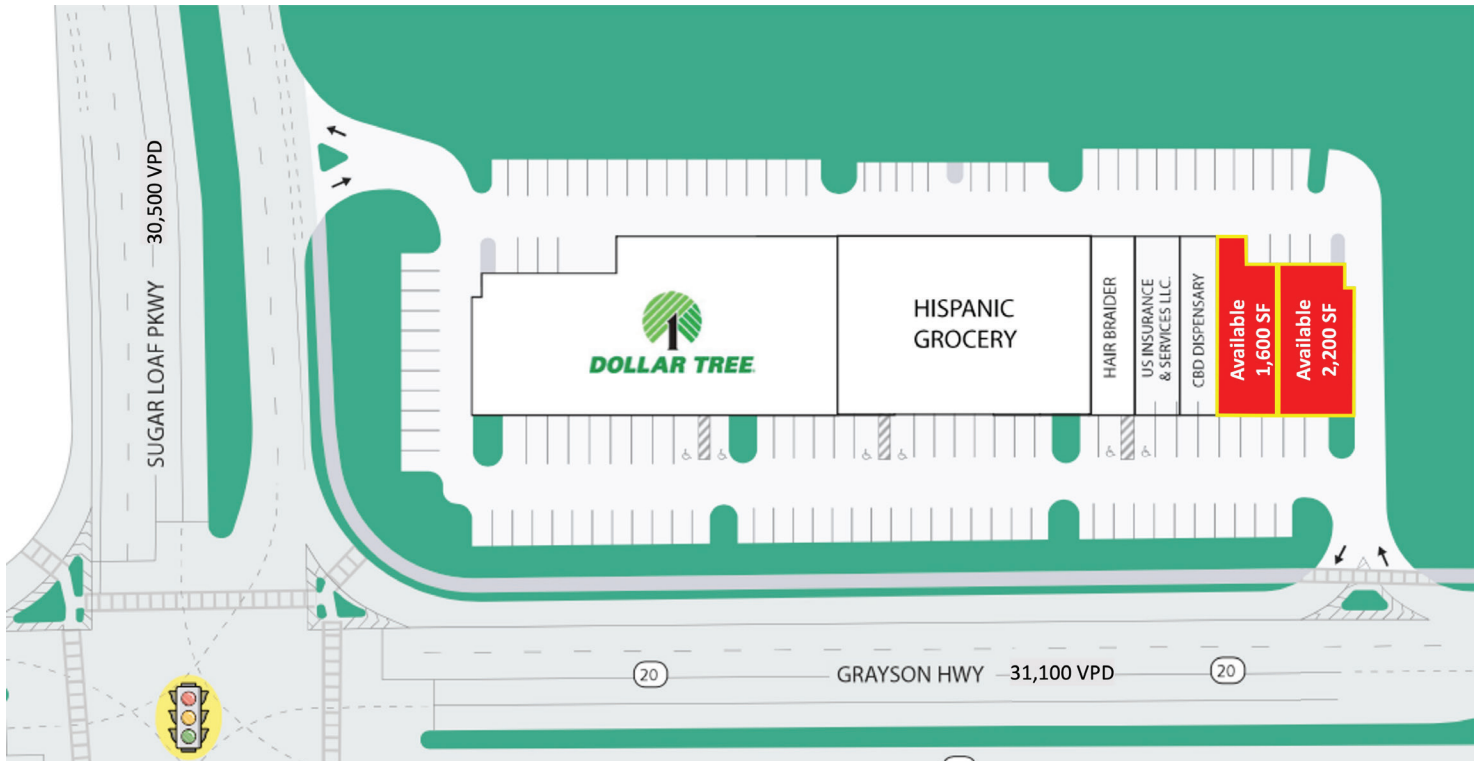 30,500 VPD
SUGAR LOAF PKWY
1
DOLLAR TREE
HISPANIC
GROCERY
HAIR BRAIDER
US INSURANCE
& SERVICES LLC.
CBD DISPENSARY
Available
1,600 SF
Available
2,200 SF
20
GRAYSON HWY
31,100 VPD
20